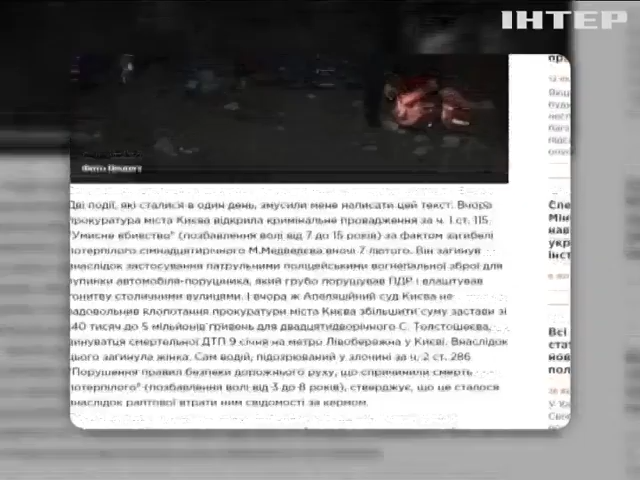 ІНТЕР
Дві події, які сталися в один день, змусили мене написати цей текст. Вчора
прокуратура міста Києва відкрила кримінальне провадження за ч. 1 ст. 115
"Умисне вбивство" (позбавлення волі від 7 до 15 років) за фактом загибелі
потерпілого сімнадцятирічного М.Медведєва вночі 7 лютого. Він загинув
внаслідок застосування патрульними поліцейськими вогнепальної зброї для
зупинки автомобіля-порушника, який грубо порушував ПДР і влаштував
гонитву столичними вулицями. І вчора ж Апеляційний суд Києва не
задовольнив клопотання прокуратури міста Києва збільшити суму застави зі
40 тисяч до 5 мільйонів гривень для двадцятидворічного С. Толстошеєва,
винуватця смертельної ДТП 9 січня на метро Лівобережна у Києві. Внаслідок
цього загинула жінка. Сам водій, підозрюваний у злочині за ч. 2 ст. 286
"Порушення правил безпеки дорожнього руху, що спричинили смерть
потерпілого" (позбавлення волі від 3 до 8 років), стверджує, що це сталося
внаслідок раптової втрати ним свідомості за кермом.